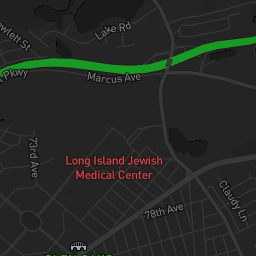 Lake Rd
Marcus Ave
73rd Ave
Long Island Jewish
Medical Center
Claudy Ln
78th Ave